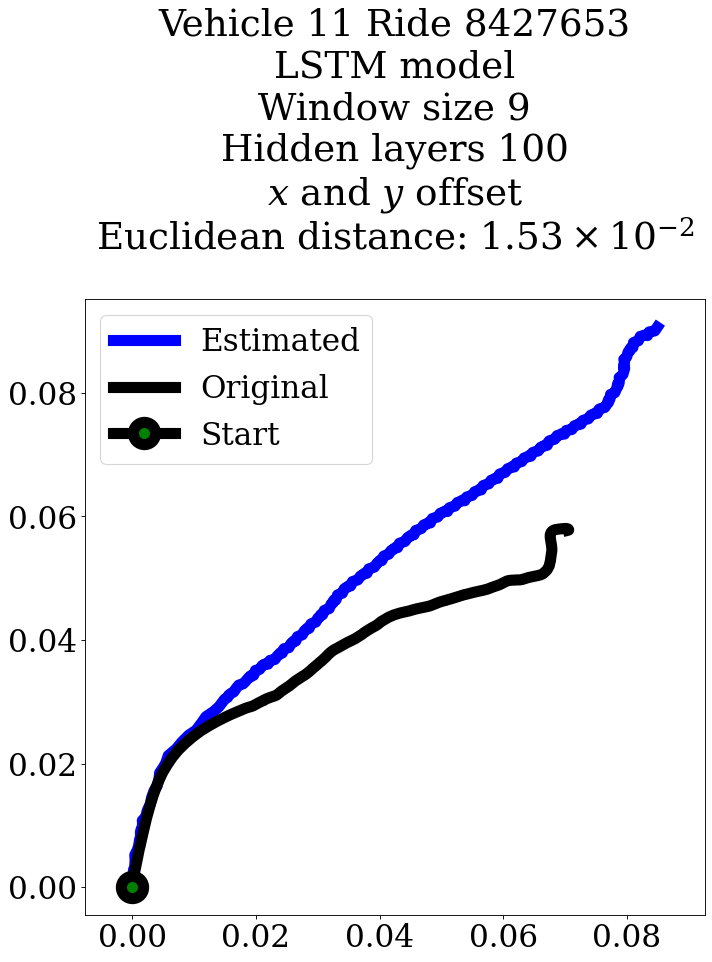 Vehicle 11 Ride 8427653
LSTM model
Window size 9
Hidden layers 100
x and y offset
Euclidean distance: 1.53 × 10⁻²
Estimated
Original
Start
0.08
0.06
0.04
0.02
0.00
0.00 0.02 0.04 0.06 0.08